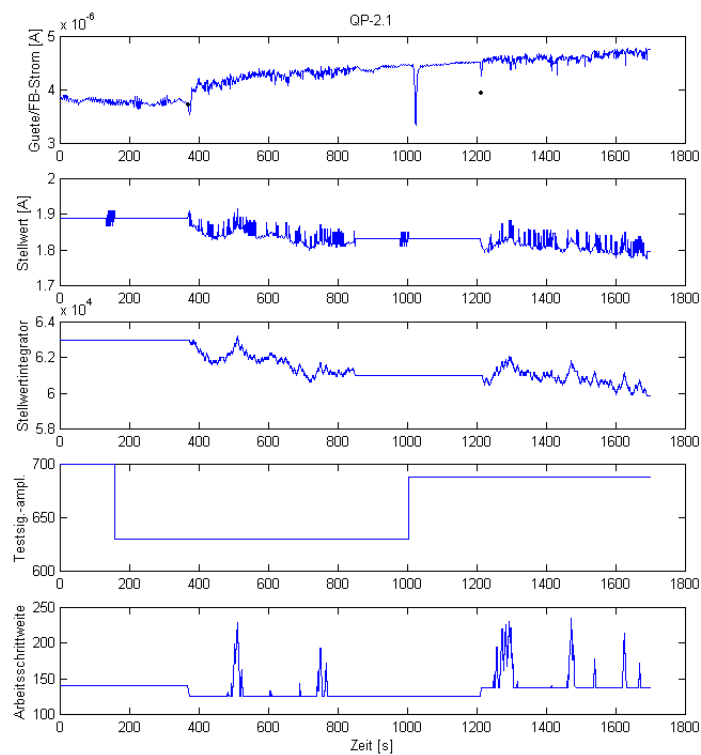 QP-2.1
x 10^-6
Guete/FB-Strom [A]
5
4
3
0 200 400 600 800 1000 1200 1400 1600 1800
Stellwert [A]
2
1.9
1.8
1.7
0 200 400 600 800 1000 1200 1400 1600 1800
x 10^4
Stellwertintegrator
6.4
6.2
6
5.8
0 200 400 600 800 1000 1200 1400 1600 1800
Testsig.-ampl.
700
650
600
0 200 400 600 800 1000 1200 1400 1600 1800
Arbeitsschrittweite
250
200
150
100
0 200 400 600 800 1000 1200 1400 1600 1800
Zeit [s]